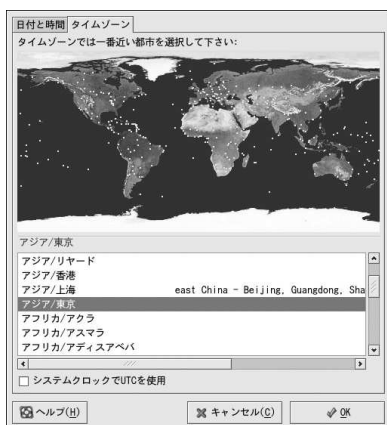 日付と時間 タイムゾーン
タイムゾーンでは一番近い都市を選択して下さい:
アジア/東京
アジア/リヤード
アジア/香港
アジア/上海 east China - Beijing, Guangdong, Sha
アジア/東京
アフリカ/アクラ
アフリカ/アスマラ
アフリカ/アディスアベバ
システムクロックでUTCを使用
ヘルプ(H) キャンセル(C) OK